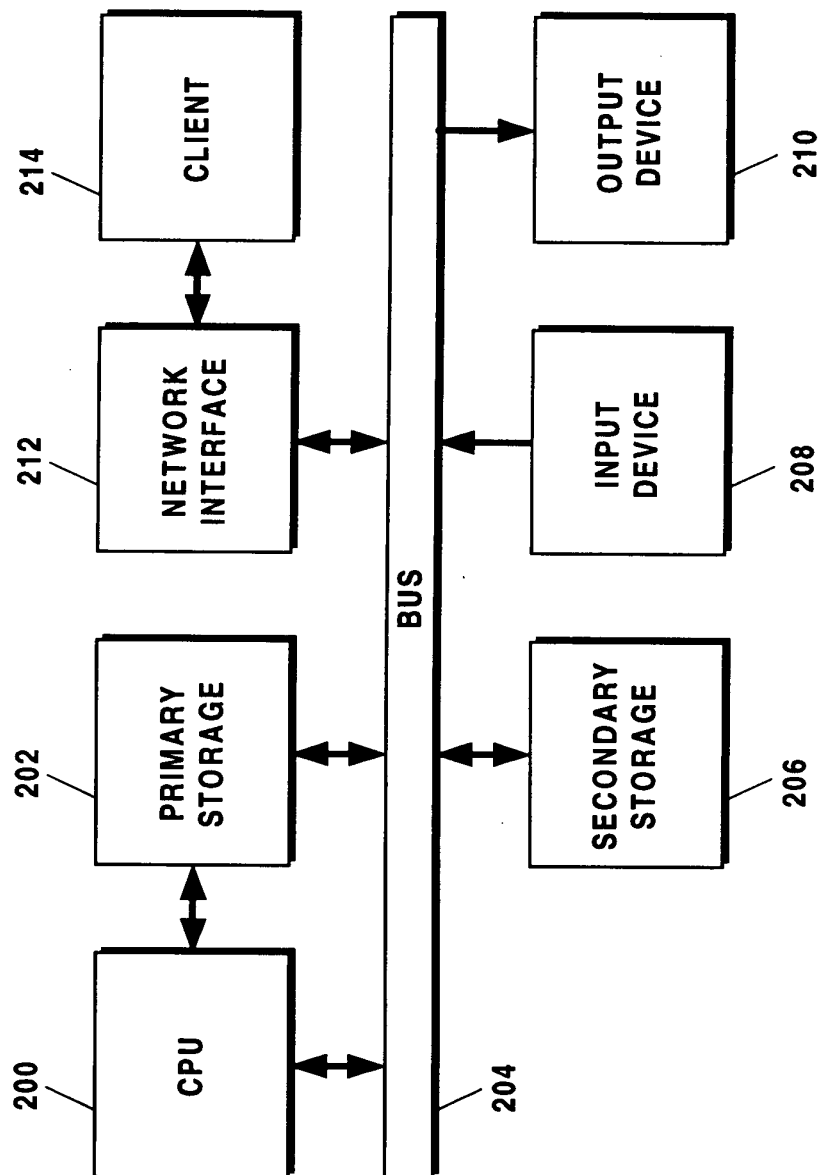 200
CPU
202
PRIMARY
STORAGE
212
NETWORK
INTERFACE
214
CLIENT
BUS
204
SECONDARY
STORAGE
206
INPUT
DEVICE
208
OUTPUT
DEVICE
210